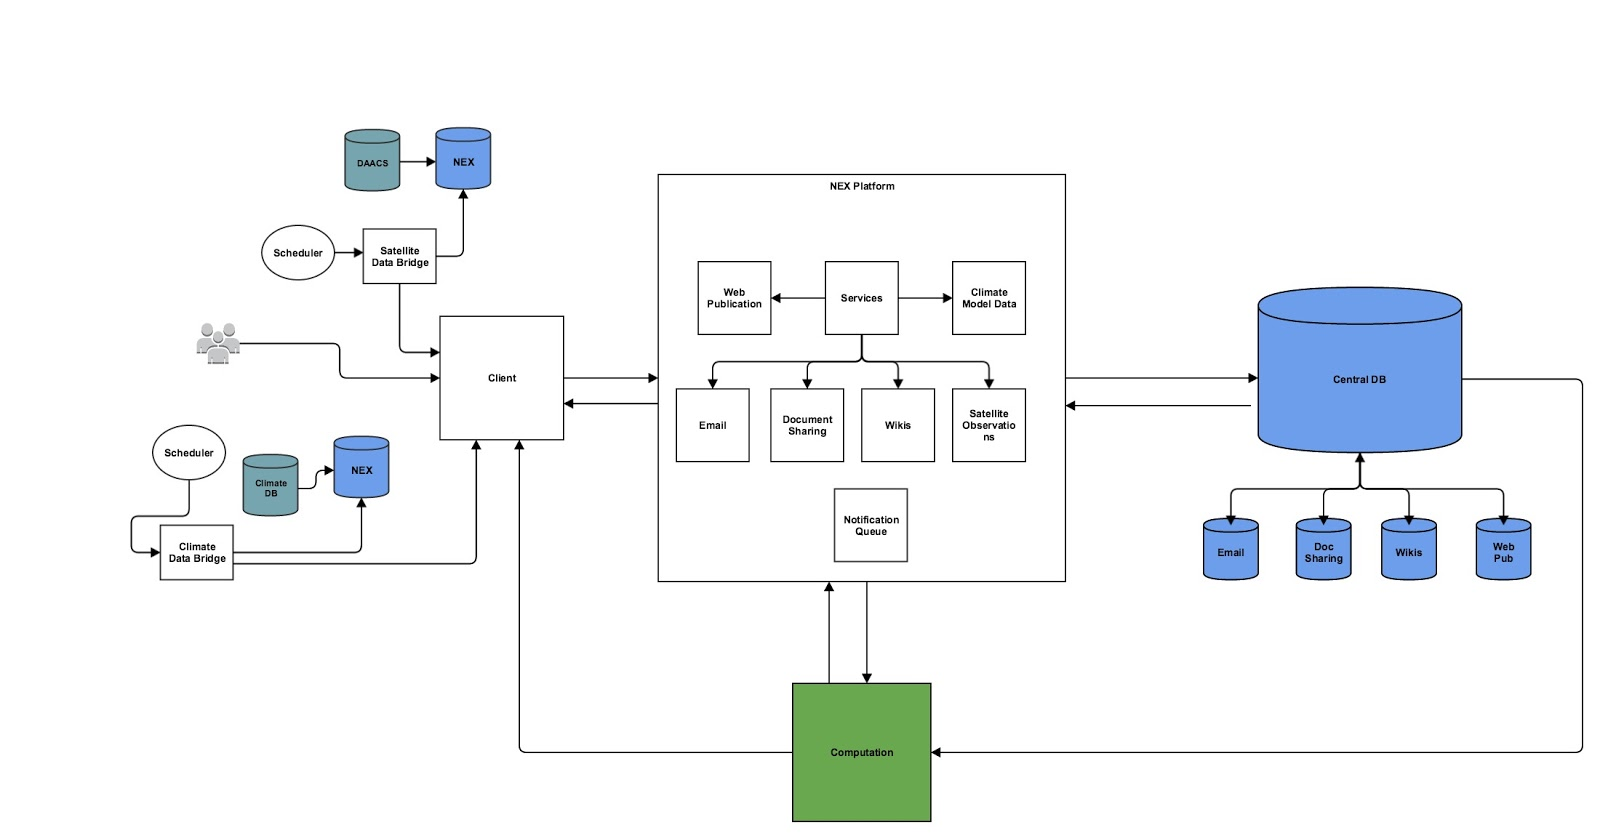 DAACS
NEX
NEX Platform
Scheduler
Satellite
Data Bridge
Web
Publication
Services
Climate
Model Data
Client
Central DB
Email
Document
Sharing
Wikis
Satellite
Observatio
ns
Scheduler
Climate
DB
NEX
Notification
Queue
Climate
Data Bridge
Email
Doc
Sharing
Wikis
Web
Pub
Computation